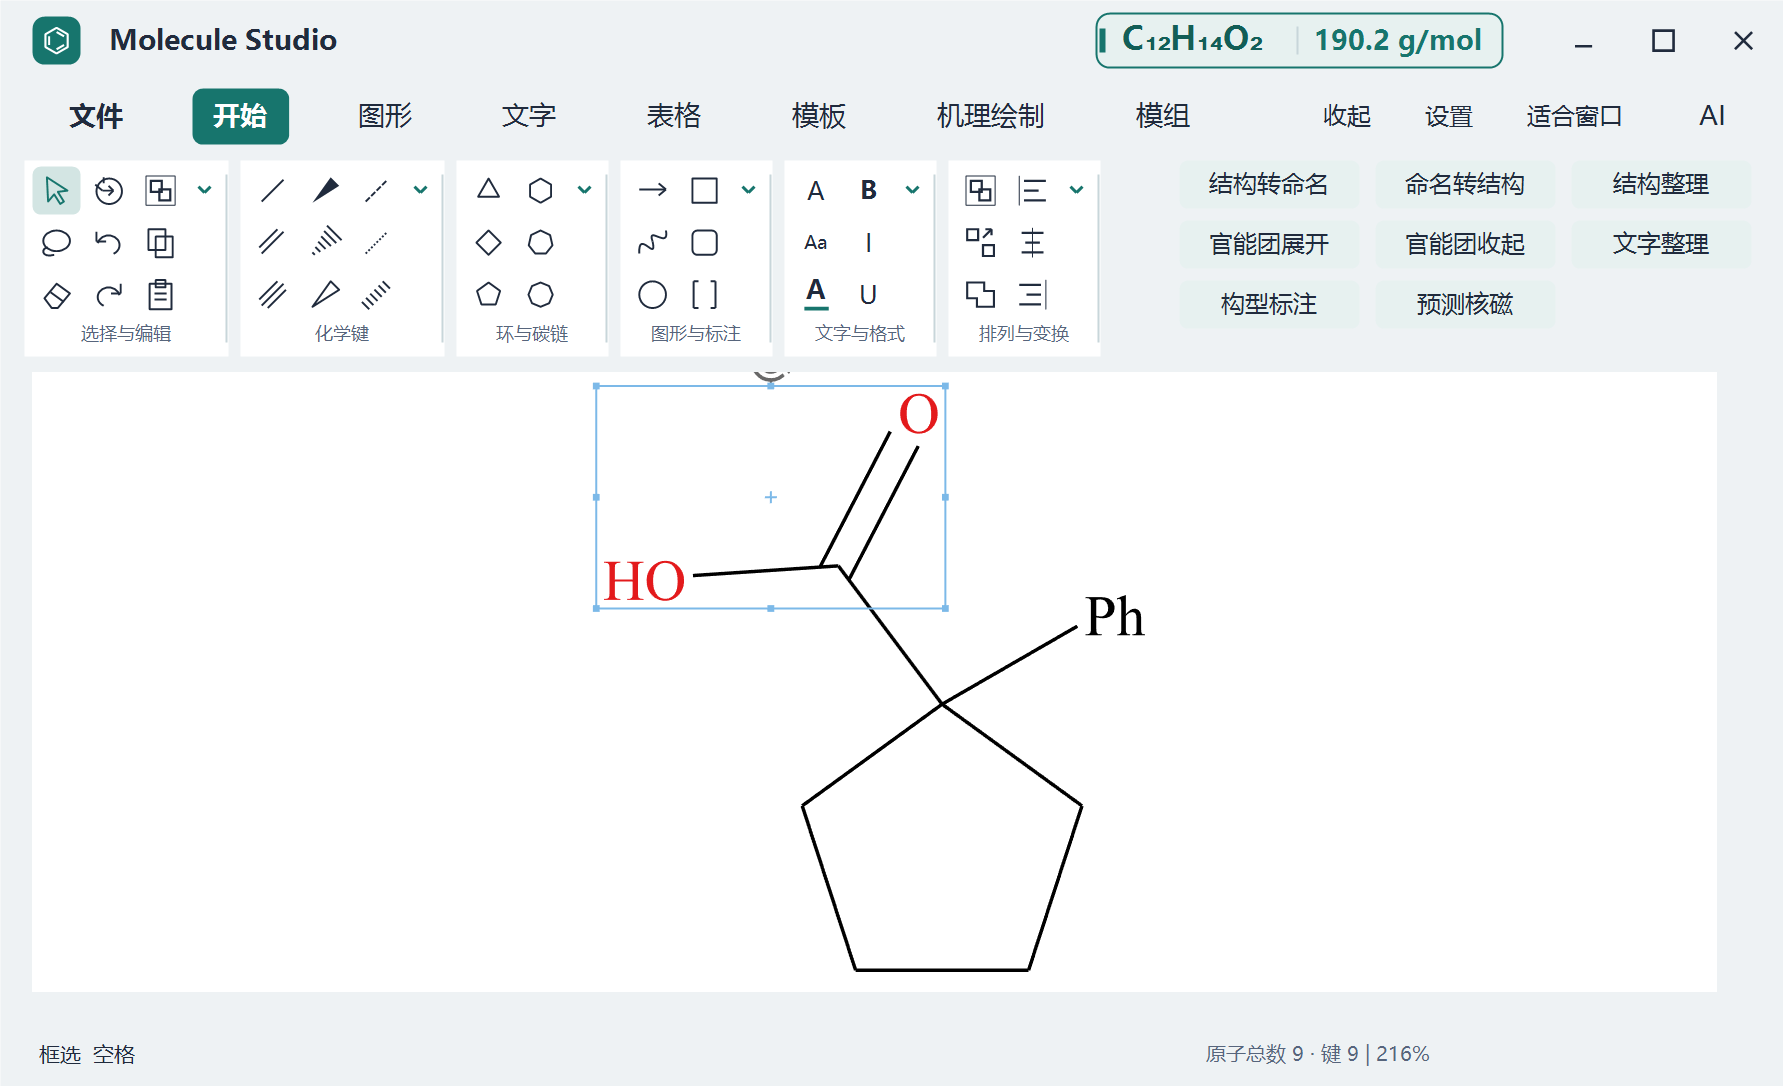 Molecule Studio
C₁₂H₁₄O₂ 190.2 g/mol
文件 开始 图形 文字 表格 模板 机理绘制 模组 收起 设置 适合窗口 AI
A B
Aa I
A U
选择与编辑 化学键 环与碳链 图形与标注 文字与格式 排列与变换
结构转命名 命名转结构 结构整理
官能团展开 官能团收起 文字整理
构型标注 预测核磁
O
HO
Ph
框选 空格
原子总数 9 · 键 9 | 216%